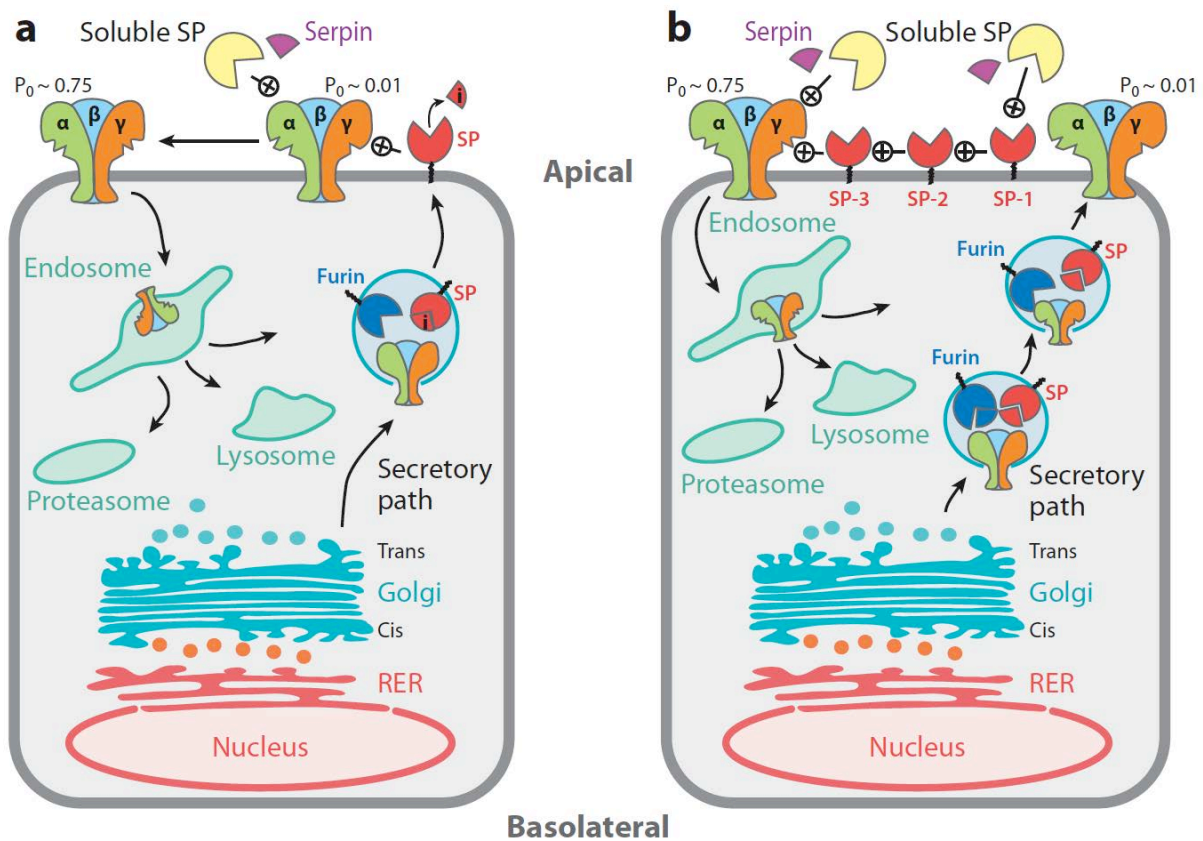 a
Soluble SP
Serpin
P0 ~ 0.75
P0 ~ 0.01
α
β
γ
α
β
γ
i
SP
Endosome
Furin
SP
i
Lysosome
Proteasome
Secretory
path
Trans
Golgi
Cis
RER
Nucleus
Apical
Basolateral
b
Serpin
Soluble SP
P0 ~ 0.75
P0 ~ 0.01
α
β
γ
α
β
γ
SP-3
SP-2
SP-1
Endosome
Furin
SP
Furin
SP
Lysosome
Proteasome
Secretory
path
Trans
Golgi
Cis
RER
Nucleus